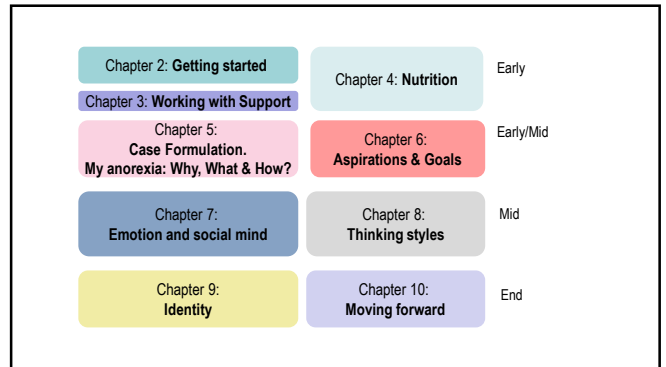 Chapter 2: Getting started
Chapter 4: Nutrition
Early
Chapter 3: Working with Support
Chapter 5:
Case Formulation.
My anorexia: Why, What & How?
Chapter 6:
Aspirations & Goals
Early/Mid
Chapter 7:
Emotion and social mind
Chapter 8:
Thinking styles
Mid
Chapter 9:
Identity
Chapter 10:
Moving forward
End